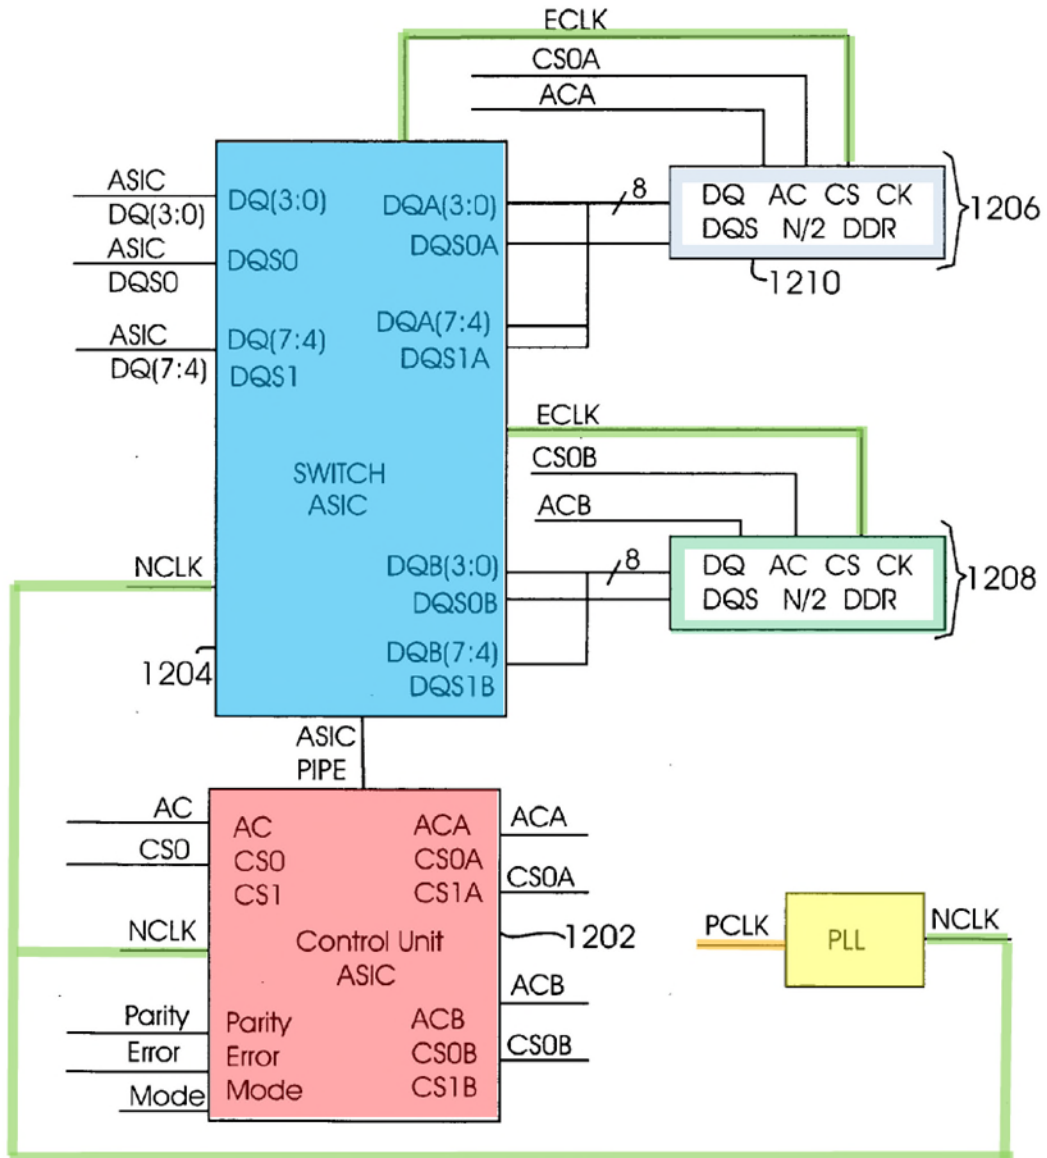 ECLK
CS0A
ACA
ASIC
DQ(3:0)
ASIC
DQS0
ASIC
DQ(7:4)
DQ(3:0)
DQS0
DQ(7:4)
DQS1
DQA(3:0)
DQS0A
DQA(7:4)
DQS1A
8
DQ AC CS CK
DQS N/2 DDR
1206
1210
ECLK
CS0B
ACB
SWITCH
ASIC
NCLK
1204
DQB(3:0)
DQS0B
DQB(7:4)
DQS1B
8
DQ AC CS CK
DQS N/2 DDR
1208
ASIC
PIPE
AC
CS0
NCLK
Parity
Error
Mode
AC
CS0
CS1
ACA
CS0A
CS1A
Control Unit
ASIC
Parity
Error
Mode
ACB
CS0B
CS1B
ACA
CS0A
1202
ACB
CS0B
PCLK
PLL
NCLK